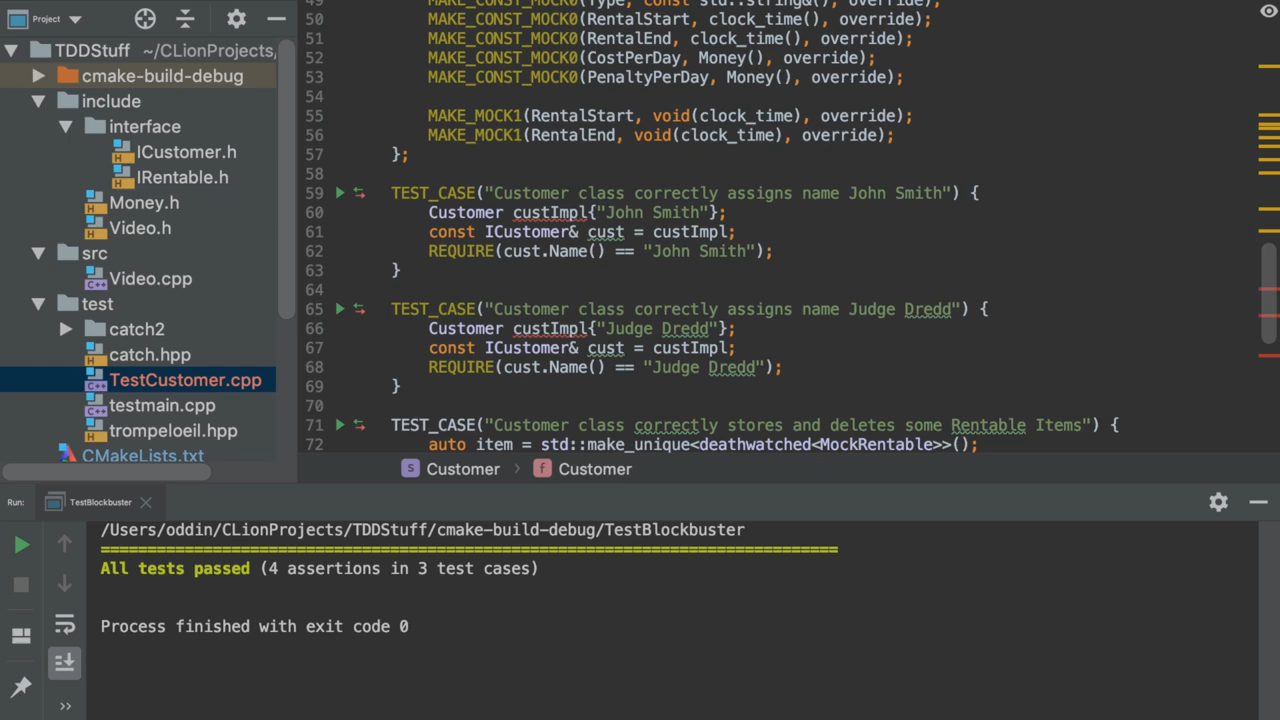 Project
TDDStuff ~/CLionProjects,
cmake-build-debug
include
interface
ICustomer.h
IRentable.h
Money.h
Video.h
src
Video.cpp
test
catch2
catch.hpp
TestCustomer.cpp
testmain.cpp
trompeloeil.hpp
CMakeLists.txt
49 MAKE_CONST_MOCK0(Type, const std::string&(), override);
50 MAKE_CONST_MOCK0(RentalStart, clock_time(), override);
51 MAKE_CONST_MOCK0(RentalEnd, clock_time(), override);
52 MAKE_CONST_MOCK0(CostPerDay, Money(), override);
53 MAKE_CONST_MOCK0(PenaltyPerDay, Money(), override);
54
55 MAKE_MOCK1(RentalStart, void(clock_time), override);
56 MAKE_MOCK1(RentalEnd, void(clock_time), override);
57 };
58
59 TEST_CASE("Customer class correctly assigns name John Smith") {
60 Customer custImpl{"John Smith"};
61 const ICustomer& cust = custImpl;
62 REQUIRE(cust.Name() == "John Smith");
63 }
64
65 TEST_CASE("Customer class correctly assigns name Judge Dredd") {
66 Customer custImpl{"Judge Dredd"};
67 const ICustomer& cust = custImpl;
68 REQUIRE(cust.Name() == "Judge Dredd");
69 }
70
71 TEST_CASE("Customer class correctly stores and deletes some Rentable Items") {
72 auto item = std::make_unique<deathwatched<MockRentable>>();
S Customer › f Customer
Run: TestBlockbuster
/Users/oddin/CLionProjects/TDDStuff/cmake-build-debug/TestBlockbuster
===============================================================================
All tests passed (4 assertions in 3 test cases)
Process finished with exit code 0